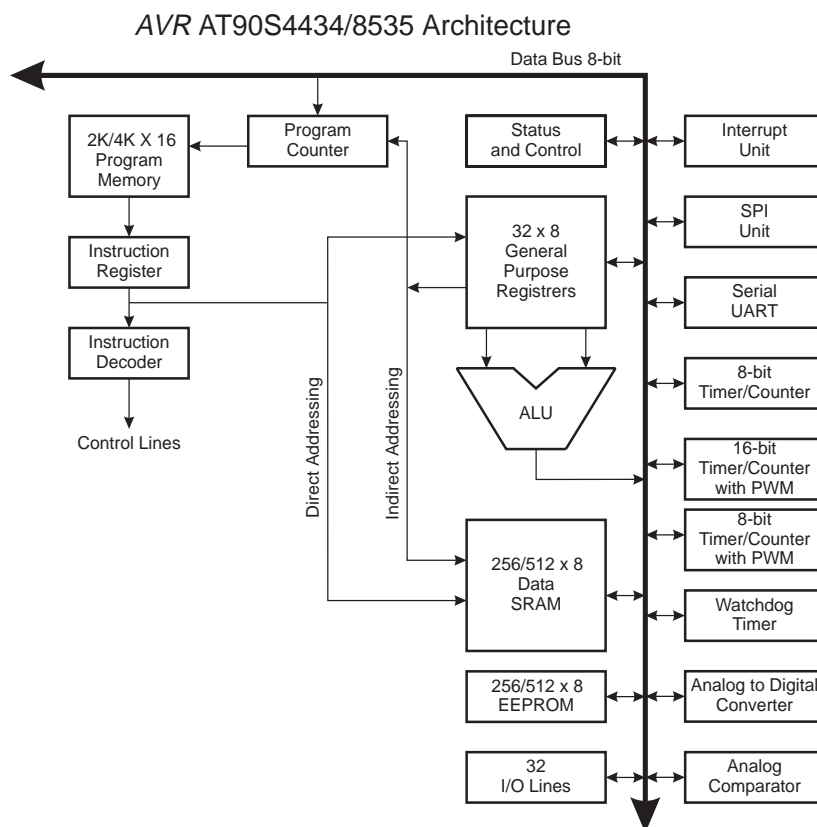 AVR AT90S4434/8535 Architecture
Data Bus 8-bit
2K/4K X 16
Program
Memory
Program
Counter
Status
and Control
Interrupt
Unit
Instruction
Register
32 x 8
General
Purpose
Registrers
SPI
Unit
Serial
UART
Instruction
Decoder
Control Lines
Direct Addressing
Indirect Addressing
ALU
8-bit
Timer/Counter
16-bit
Timer/Counter
with PWM
8-bit
Timer/Counter
with PWM
256/512 x 8
Data
SRAM
Watchdog
Timer
256/512 x 8
EEPROM
Analog to Digital
Converter
32
I/O Lines
Analog
Comparator